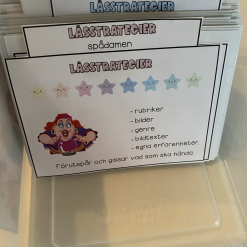 LÄSSTRATEGIER
LÄSSTRATEGIER
spådamen
LÄSSTRATEGIER
- rubriker
- bilder
- genre
- bildtexter
- egna erfarenheter
Förutspår och gissar vad som ska hända